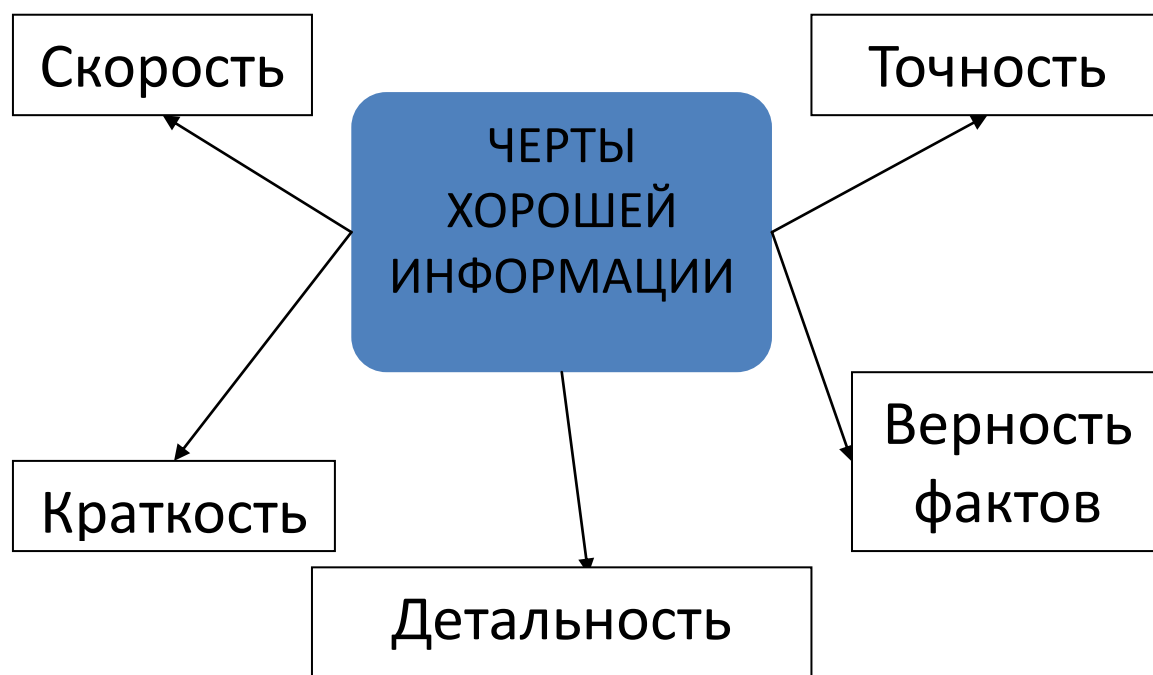 Скорость
Точность
ЧЕРТЫ
ХОРОШЕЙ
ИНФОРМАЦИИ
Верность
фактов
Краткость
Детальность